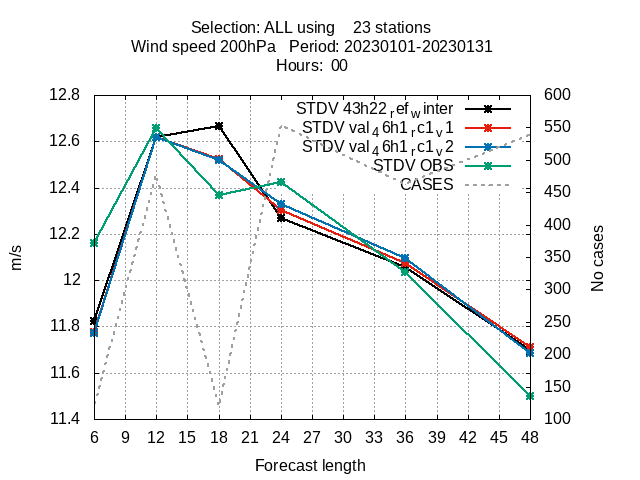 Selection: ALL using    23 stations
Wind speed 200hPa   Period: 20230101-20230131
Hours:  00
STDV 43h22_ref_winter
STDV val_46h1_rc1_v1
STDV val_46h1_rc1_v2
STDV OBS
CASES
12.8
12.6
12.4
12.2
12
11.8
11.6
11.4
m/s
600
550
500
450
400
350
300
250
200
150
100
No cases
6 9 12 15 18 21 24 27 30 33 36 39 42 45 48
Forecast length